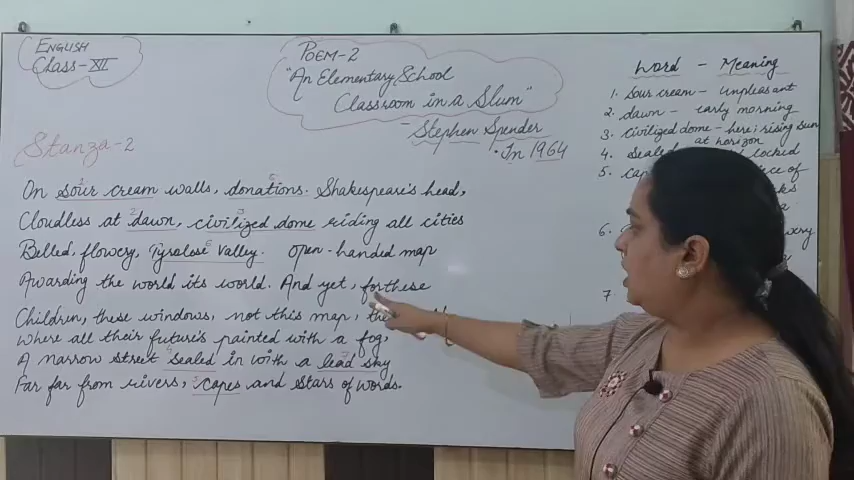 ENGLISH
Class-XII
POEM-2
"An Elementary School
Classroom in a Slum"
- Stephen Spender
• In 1964
Stanza-2
On sour cream walls, donations. Shakespeare's head,
Cloudless at dawn, civilized dome riding all cities
Belled, flowery, Tyrolese valley. Open-handed map
Awarding the world its world. And yet, for these
Children, these windows, not this map,
where all their future's painted with a fog,
A narrow street sealed in with a lead sky
Far far from rivers, capes and stars of words.
Word - Meaning
1. Sour cream - unpleasant
2. dawn - early morning
3. Civilized dome - here; rising sun
at horizon
4. Sealed locked
5.
6.
7.